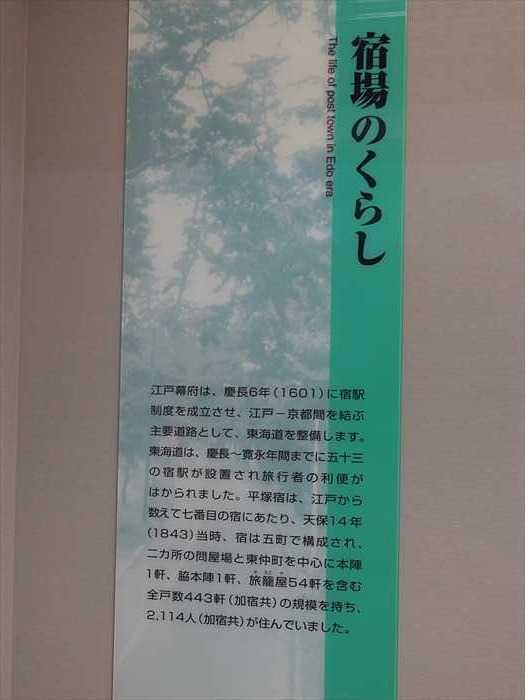 宿場のくらし
The life of post town in Edo era
江戸幕府は、慶長6年(1601)に宿駅
制度を成立させ、江戸－京都間を結ぶ
主要道路として、東海道を整備します。
東海道は、慶長～寛永年間までに五十三
の宿駅が設置され旅行者の利便が
はかられました。平塚宿は、江戸から
数えて七番目の宿にあたり、天保14年
(1843)当時、宿は五町で構成され、
二カ所の問屋場と東仲町を中心に本陣
1軒、脇本陣1軒、旅籠屋54軒を含む
全戸数443軒(加宿共)の規模を持ち、
2,114人(加宿共)が住んでいました。